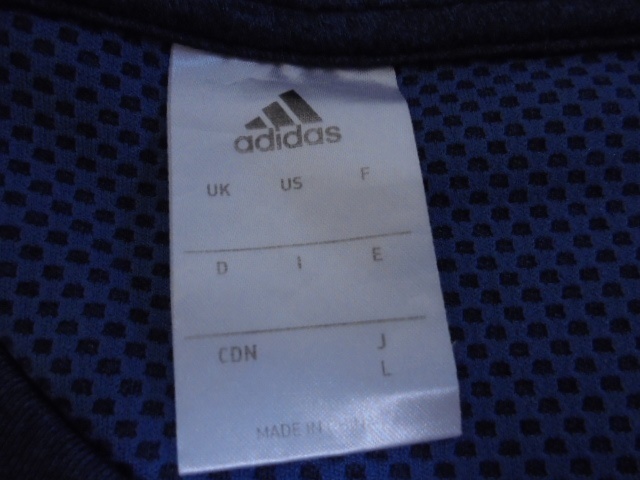 adidas
UK US F
D I E
CDN J
L
MADE IN CHINA